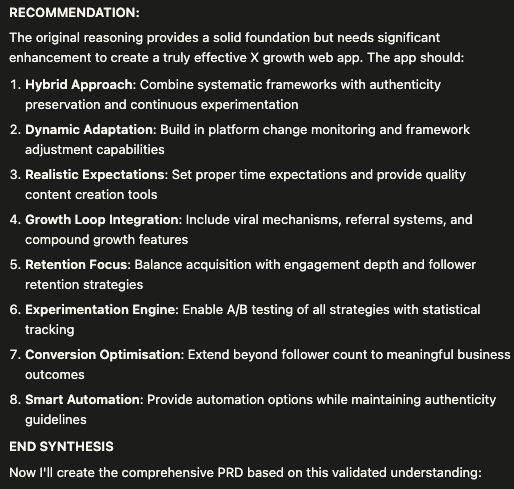 RECOMMENDATION:
The original reasoning provides a solid foundation but needs significant
enhancement to create a truly effective X growth web app. The app should:
1. Hybrid Approach: Combine systematic frameworks with authenticity
preservation and continuous experimentation
2. Dynamic Adaptation: Build in platform change monitoring and framework
adjustment capabilities
3. Realistic Expectations: Set proper time expectations and provide quality
content creation tools
4. Growth Loop Integration: Include viral mechanisms, referral systems, and
compound growth features
5. Retention Focus: Balance acquisition with engagement depth and follower
retention strategies
6. Experimentation Engine: Enable A/B testing of all strategies with statistical
tracking
7. Conversion Optimisation: Extend beyond follower count to meaningful business
outcomes
8. Smart Automation: Provide automation options while maintaining authenticity
guidelines
END SYNTHESIS
Now I'll create the comprehensive PRD based on this validated understanding: